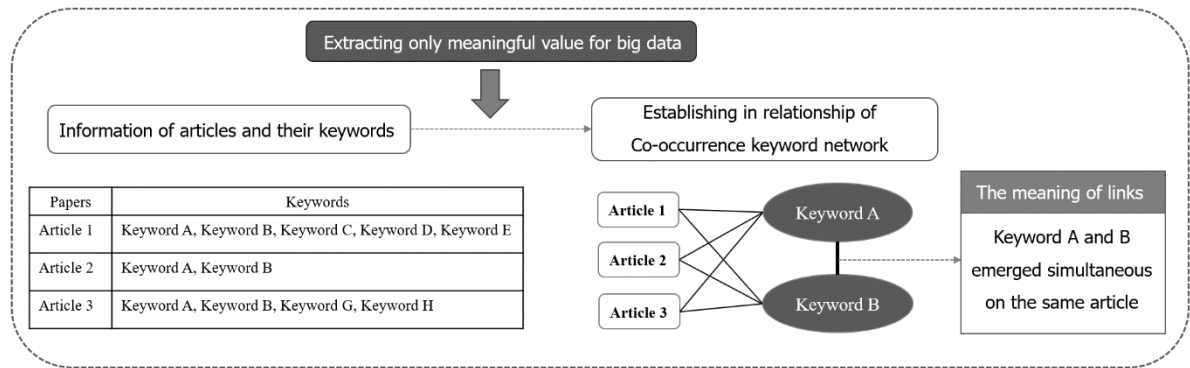 Extracting only meaningful value for big data
Information of articles and their keywords
Establishing in relationship of
Co-occurrence keyword network
Papers Keywords
Article 1 Keyword A, Keyword B, Keyword C, Keyword D, Keyword E
Article 2 Keyword A, Keyword B
Article 3 Keyword A, Keyword B, Keyword G, Keyword H
Article 1
Article 2
Article 3
Keyword A
Keyword B
The meaning of links
Keyword A and B
emerged simultaneous
on the same article